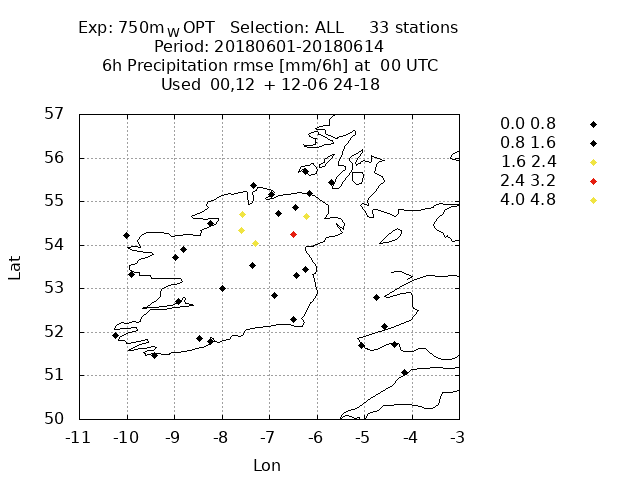 Exp: 750m_W OPT   Selection: ALL     33 stations
Period: 20180601-20180614
6h Precipitation rmse [mm/6h] at  00 UTC
Used  00,12  + 12-06 24-18
57
56
55
54
53
52
51
50
-11 -10 -9 -8 -7 -6 -5 -4 -3
Lat
Lon
0.0 0.8
0.8 1.6
1.6 2.4
2.4 3.2
4.0 4.8